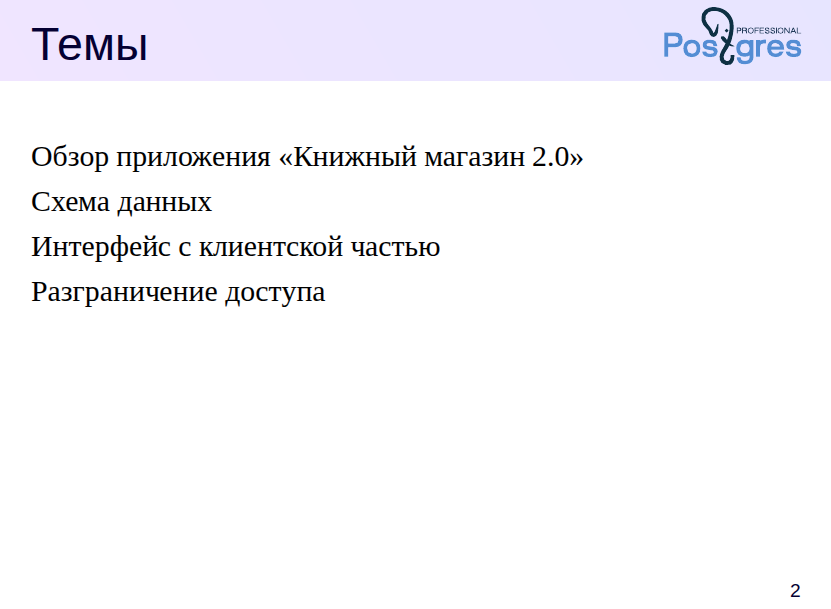 Темы
PROFESSIONAL
Postgres
Обзор приложения «Книжный магазин 2.0»
Схема данных
Интерфейс с клиентской частью
Разграничение доступа
2